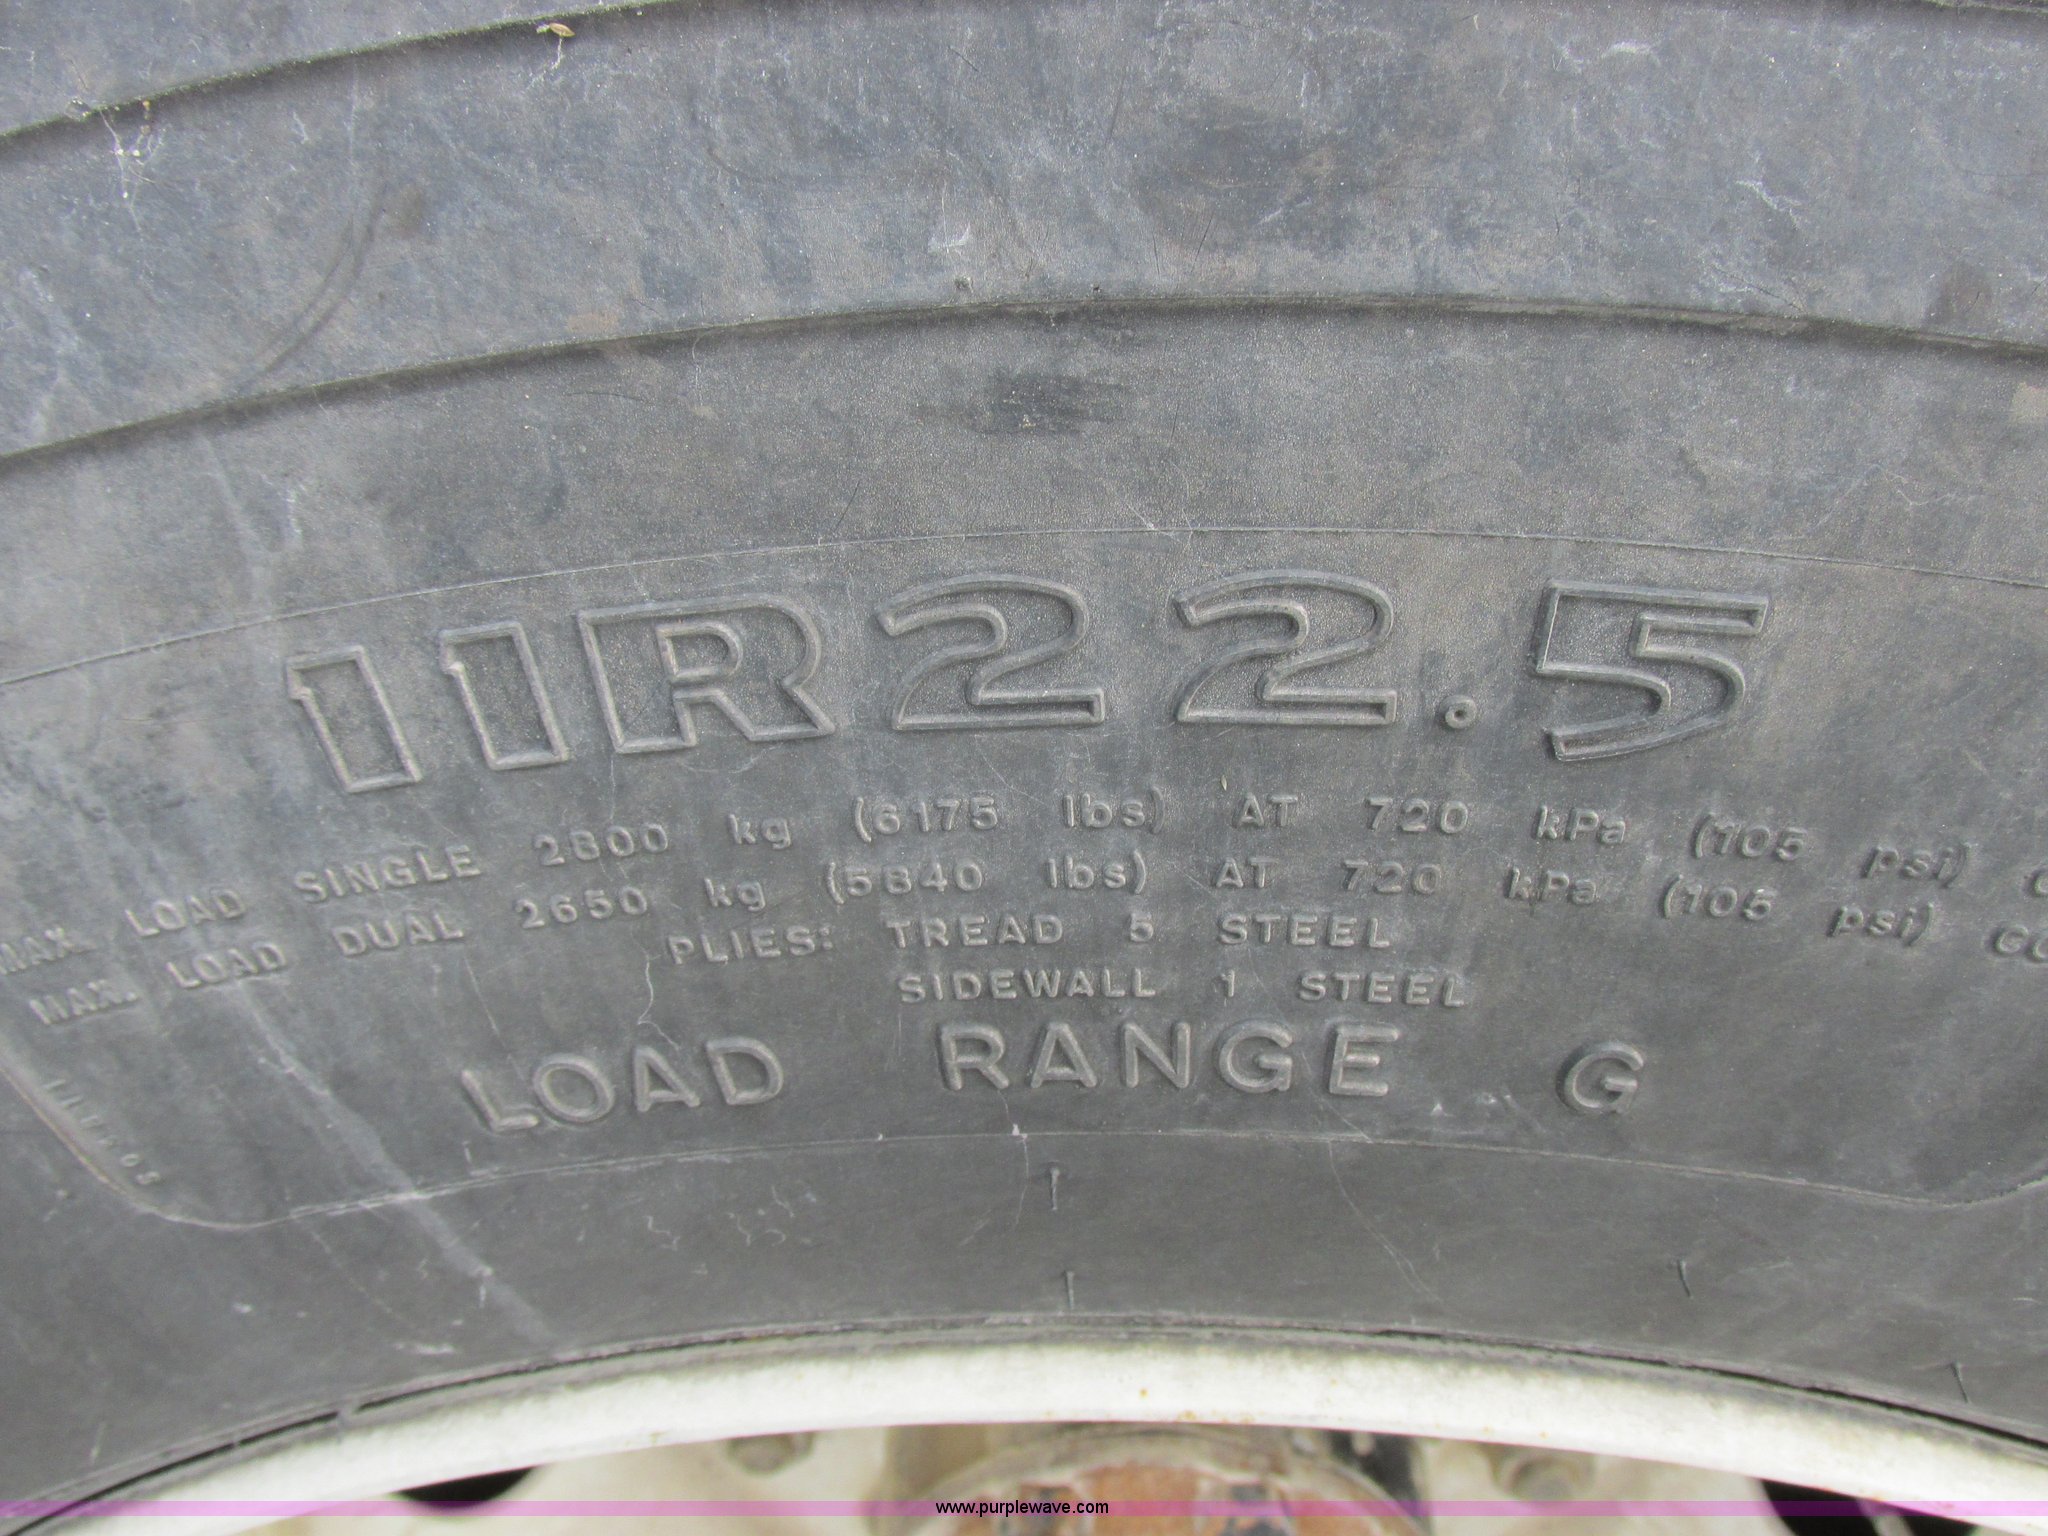 11R22.5
MAX. LOAD SINGLE 2800 kg (6175 lbs) AT 720 kPa (105 psi)
MAX. LOAD DUAL 2650 kg (5840 lbs) AT 720 kPa (105 psi)
PLIES: TREAD 5 STEEL
SIDEWALL 1 STEEL
LOAD RANGE G
www.purplewave.com